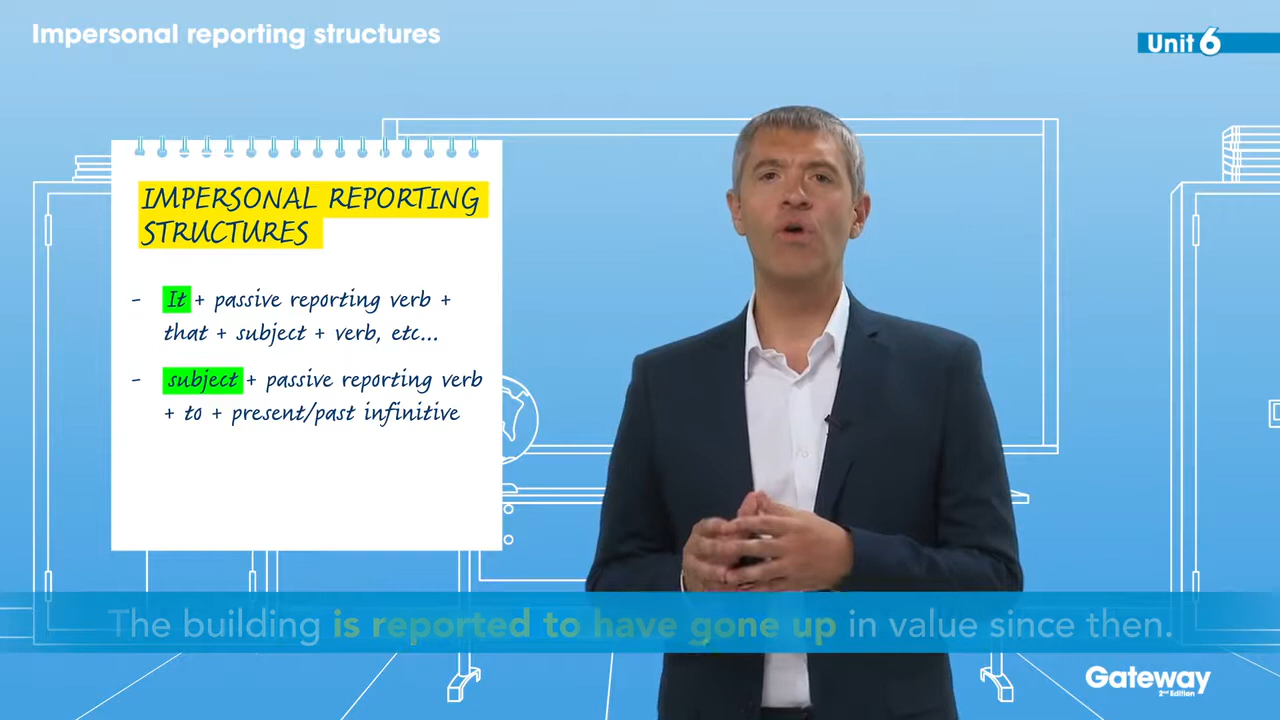 Impersonal reporting structures
Unit 6
IMPERSONAL REPORTING
STRUCTURES
- It + passive reporting verb +
that + subject + verb, etc...
- subject + passive reporting verb
+ to + present/past infinitive
The building is reported to have gone up in value since then.
Gateway
2nd Edition